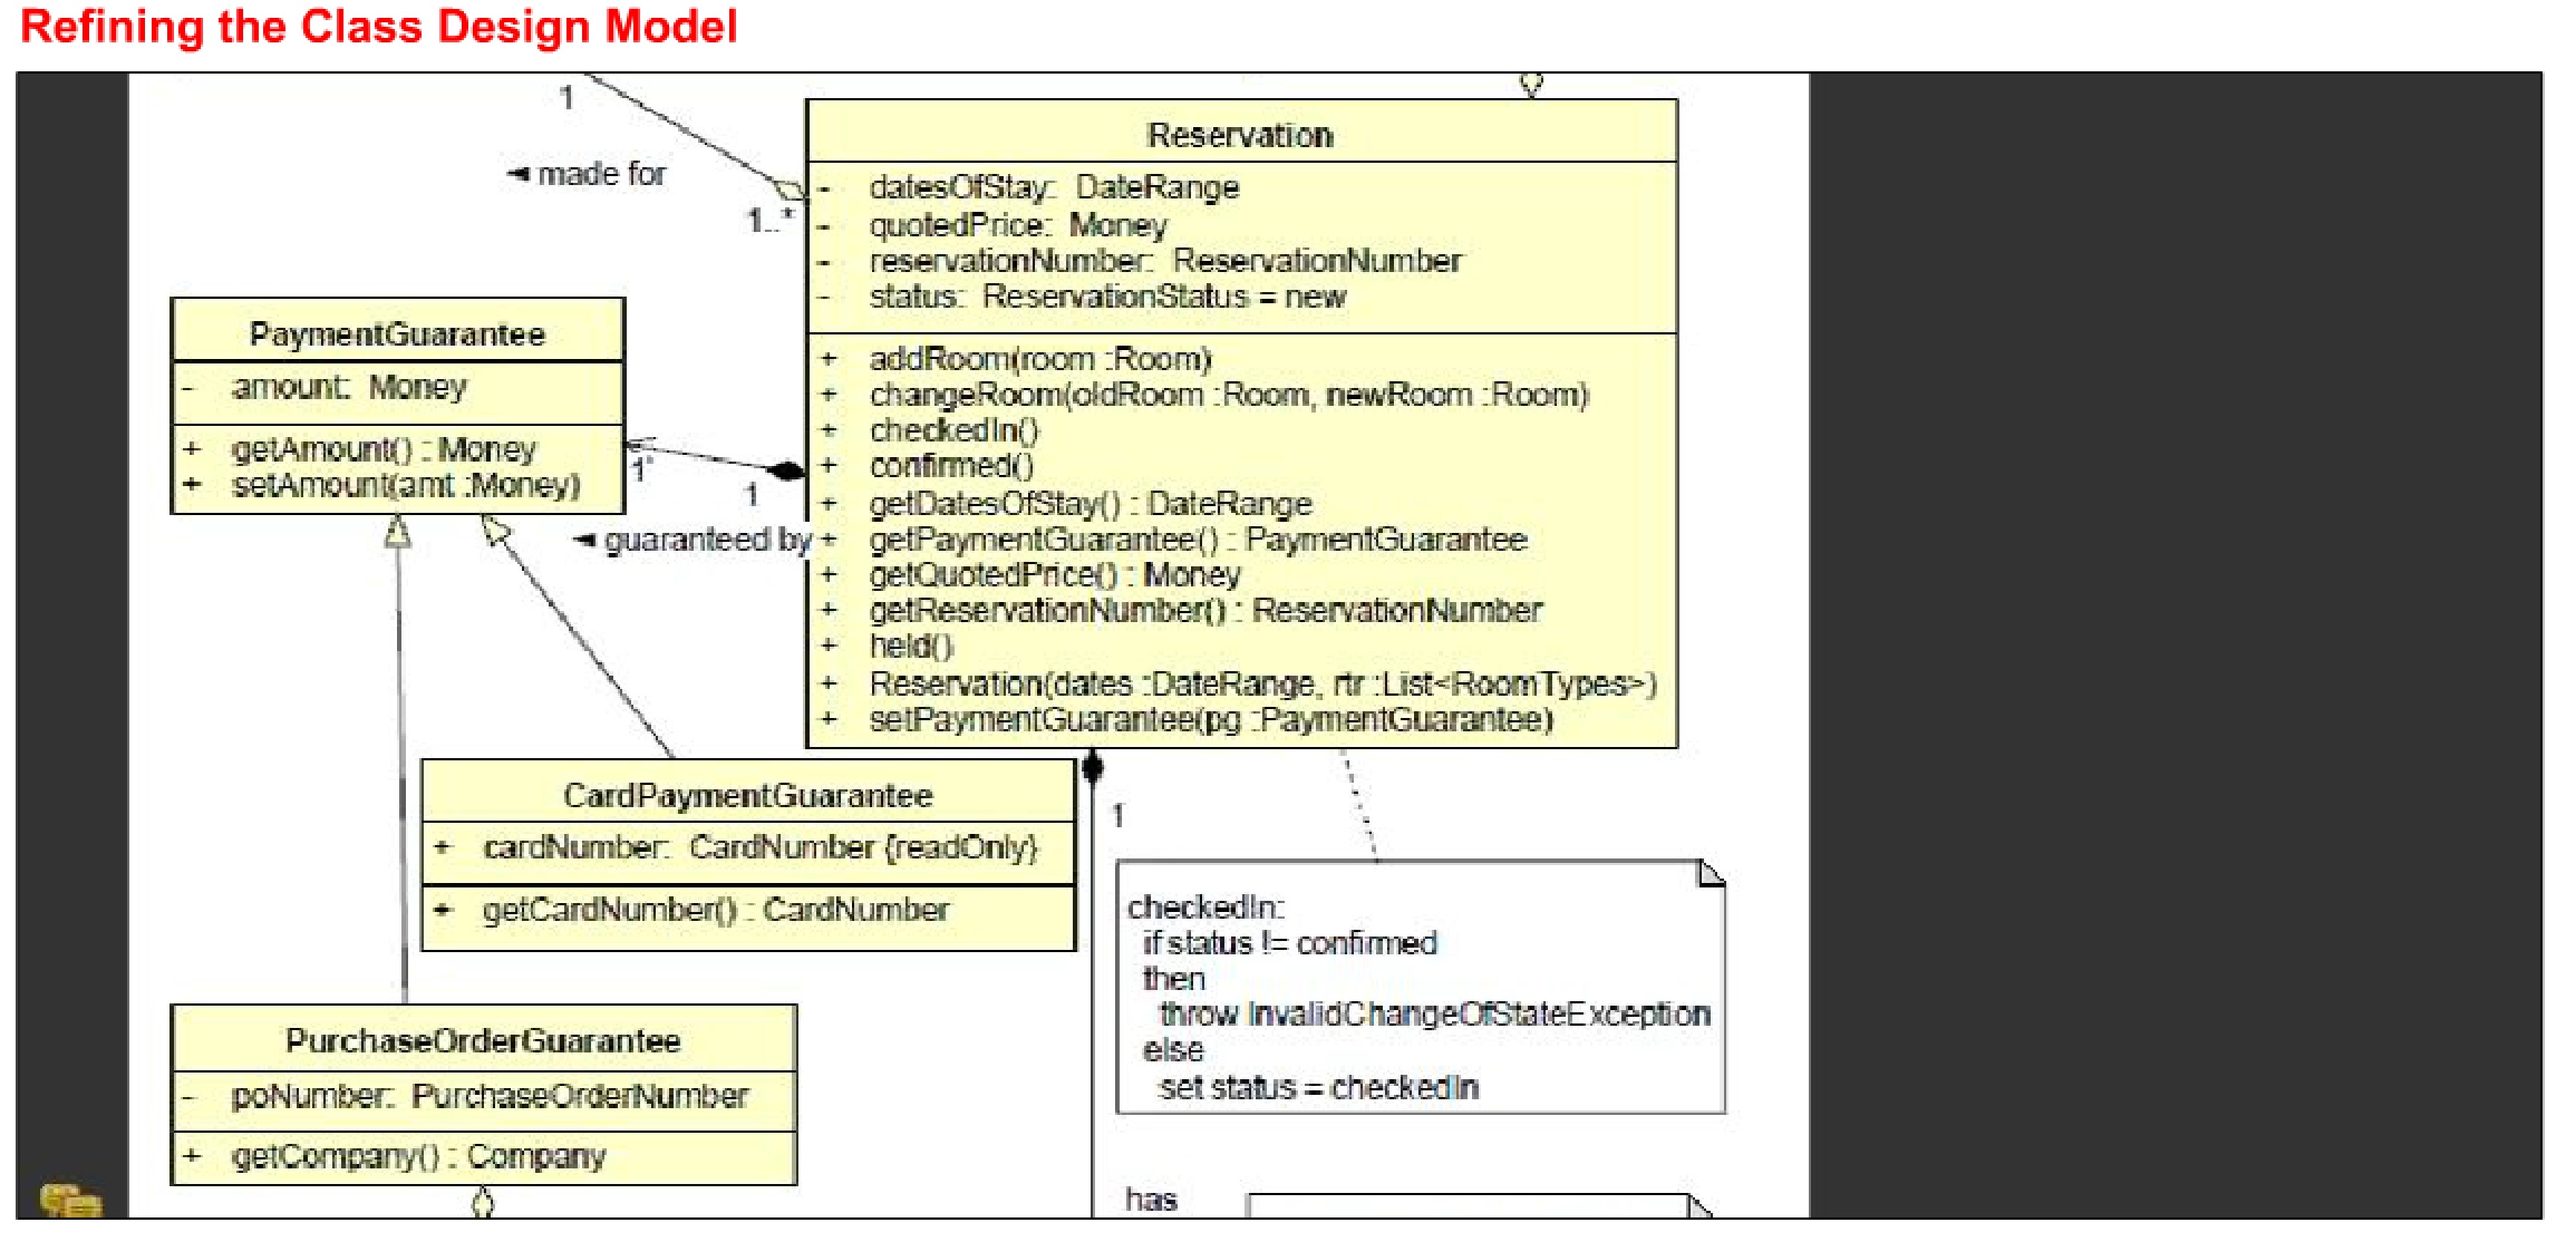 Refining the Class Design Model
1
◄ made for
1..*
Reservation
- datesOfStay: DateRange
- quotedPrice: Money
- reservationNumber: ReservationNumber
- status: ReservationStatus = new
+ addRoom(room :Room)
+ changeRoom(oldRoom :Room, newRoom :Room)
+ checkedIn()
+ confirmed()
+ getDatesOfStay() : DateRange
+ getPaymentGuarantee() : PaymentGuarantee
+ getQuotedPrice() : Money
+ getReservationNumber() : ReservationNumber
+ held()
+ Reservation(dates :DateRange, rtr :List<RoomTypes>)
+ setPaymentGuarantee(pg :PaymentGuarantee)
PaymentGuarantee
- amount: Money
+ getAmount() : Money
+ setAmount(amt :Money)
1
1
◄ guaranteed by
CardPaymentGuarantee
+ cardNumber: CardNumber {readOnly}
+ getCardNumber() : CardNumber
1
checkedIn:
if status != confirmed
then
throw InvalidChangeOfStateException
else
set status = checkedIn
PurchaseOrderGuarantee
- poNumber: PurchaseOrderNumber
+ getCompany() : Company
has